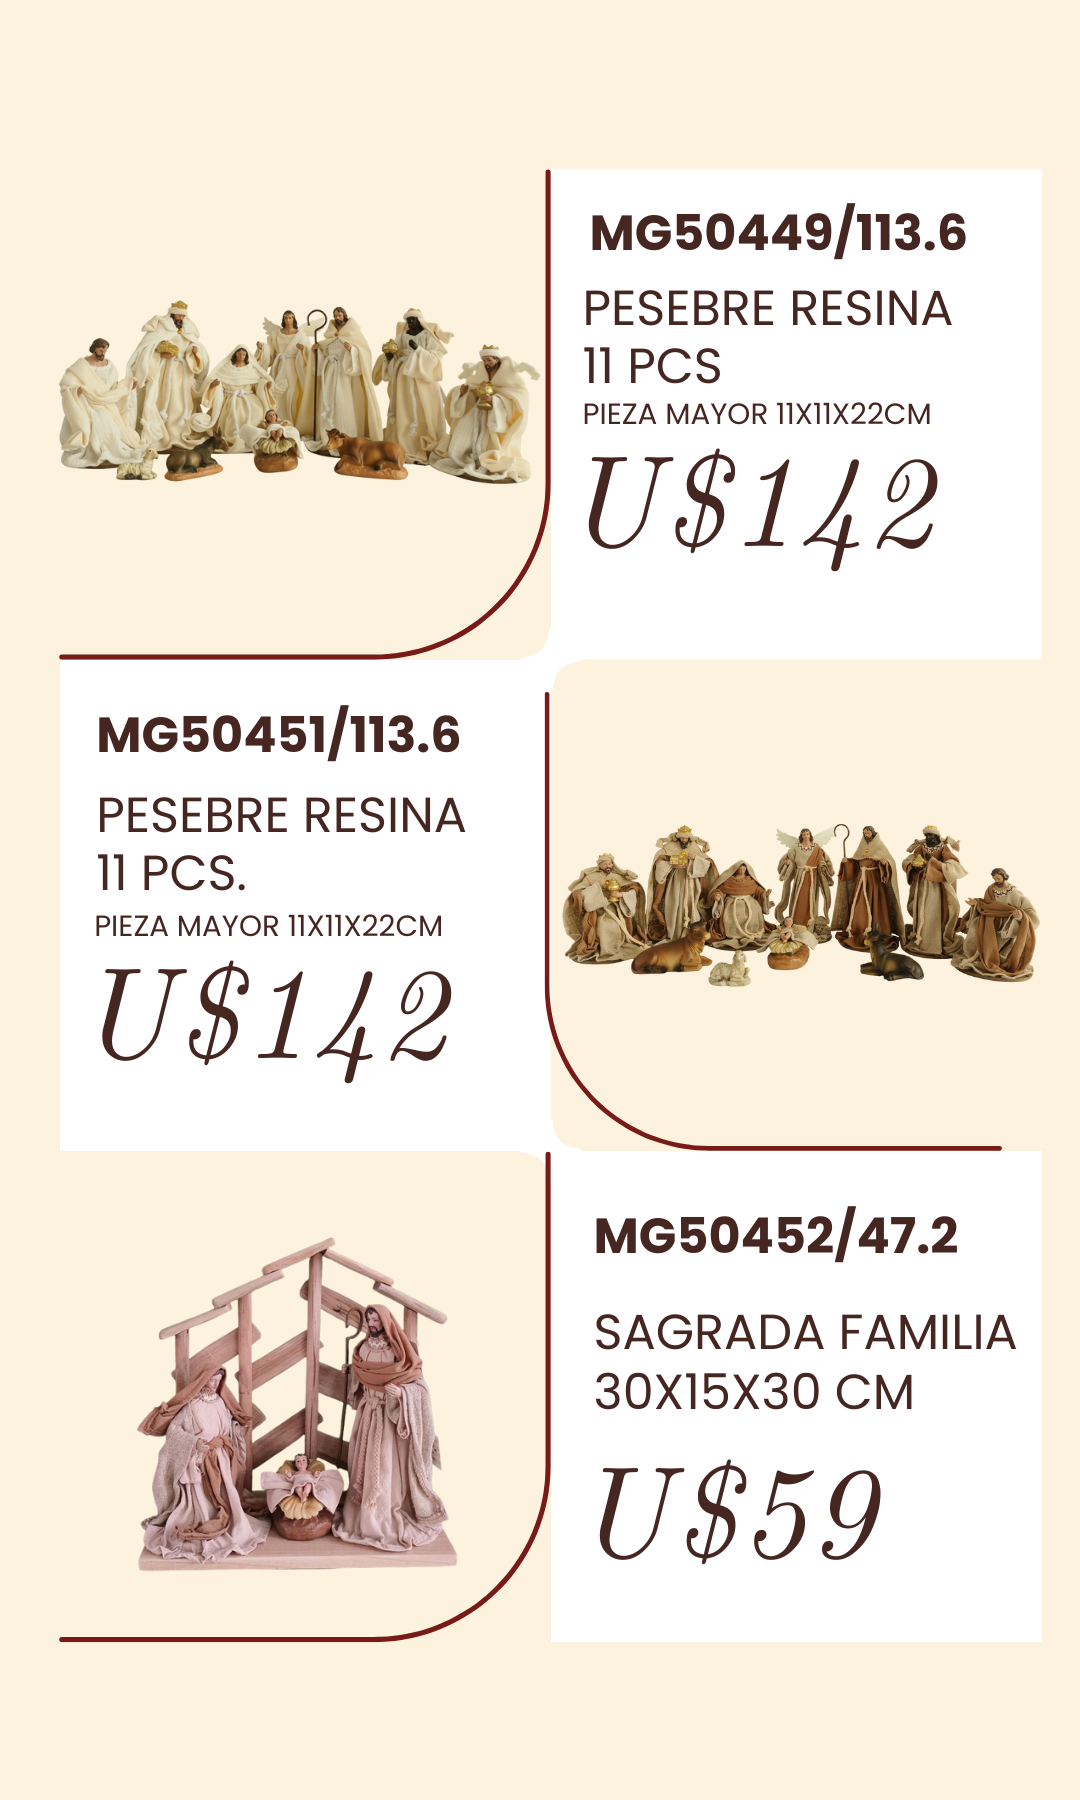 MG50449/113.6
PESEBRE RESINA
11 PCS
PIEZA MAYOR 11X11X22CM
U$142
MG50451/113.6
PESEBRE RESINA
11 PCS.
PIEZA MAYOR 11X11X22CM
U$142
MG50452/47.2
SAGRADA FAMILIA
30X15X30 CM
U$59